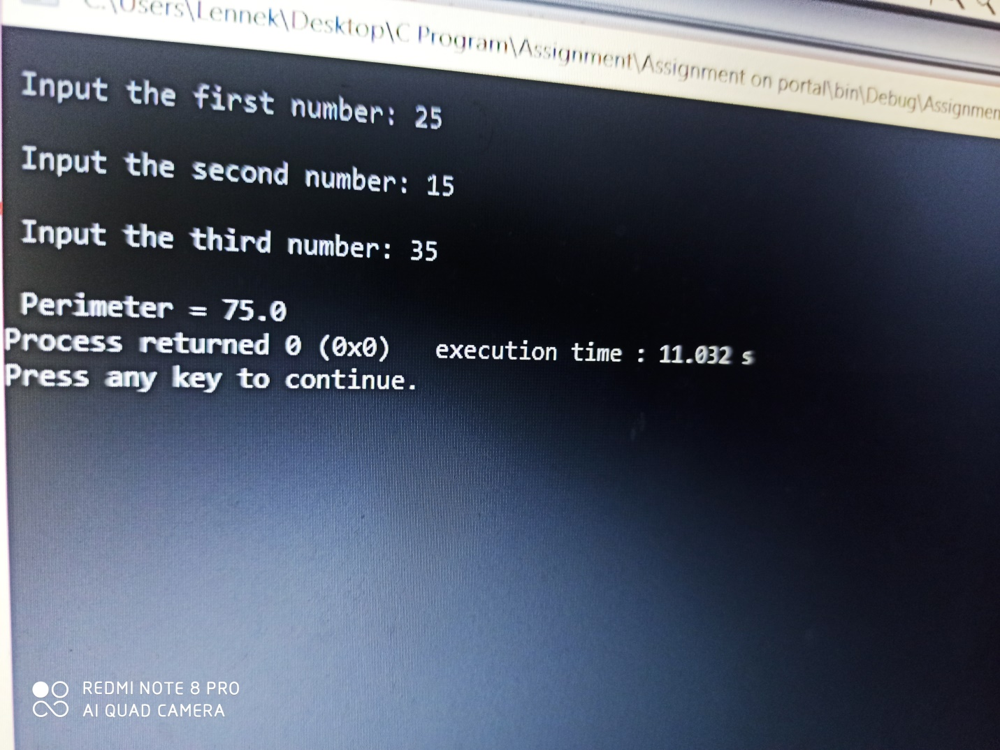 C:\Users\Lennek\Desktop\C Program\Assignment\Assignment on portal\bin\Debug\Assignmen
Input the first number: 25
Input the second number: 15
Input the third number: 35
Perimeter = 75.0
Process returned 0 (0x0)   execution time : 11.032 s
Press any key to continue.
REDMI NOTE 8 PRO
AI QUAD CAMERA